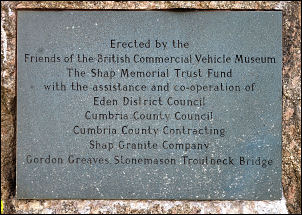 Erected by the
Friends of the British Commercial Vehicle Museum
The Shap Memorial Trust Fund
with the assistance and co-operation of
Eden District Council
Cumbria County Council
Cumbria County Contracting
Shap Granite Company
Gordon Greaves Stonemason Troutneck Bridge